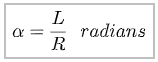 α = L/R radians